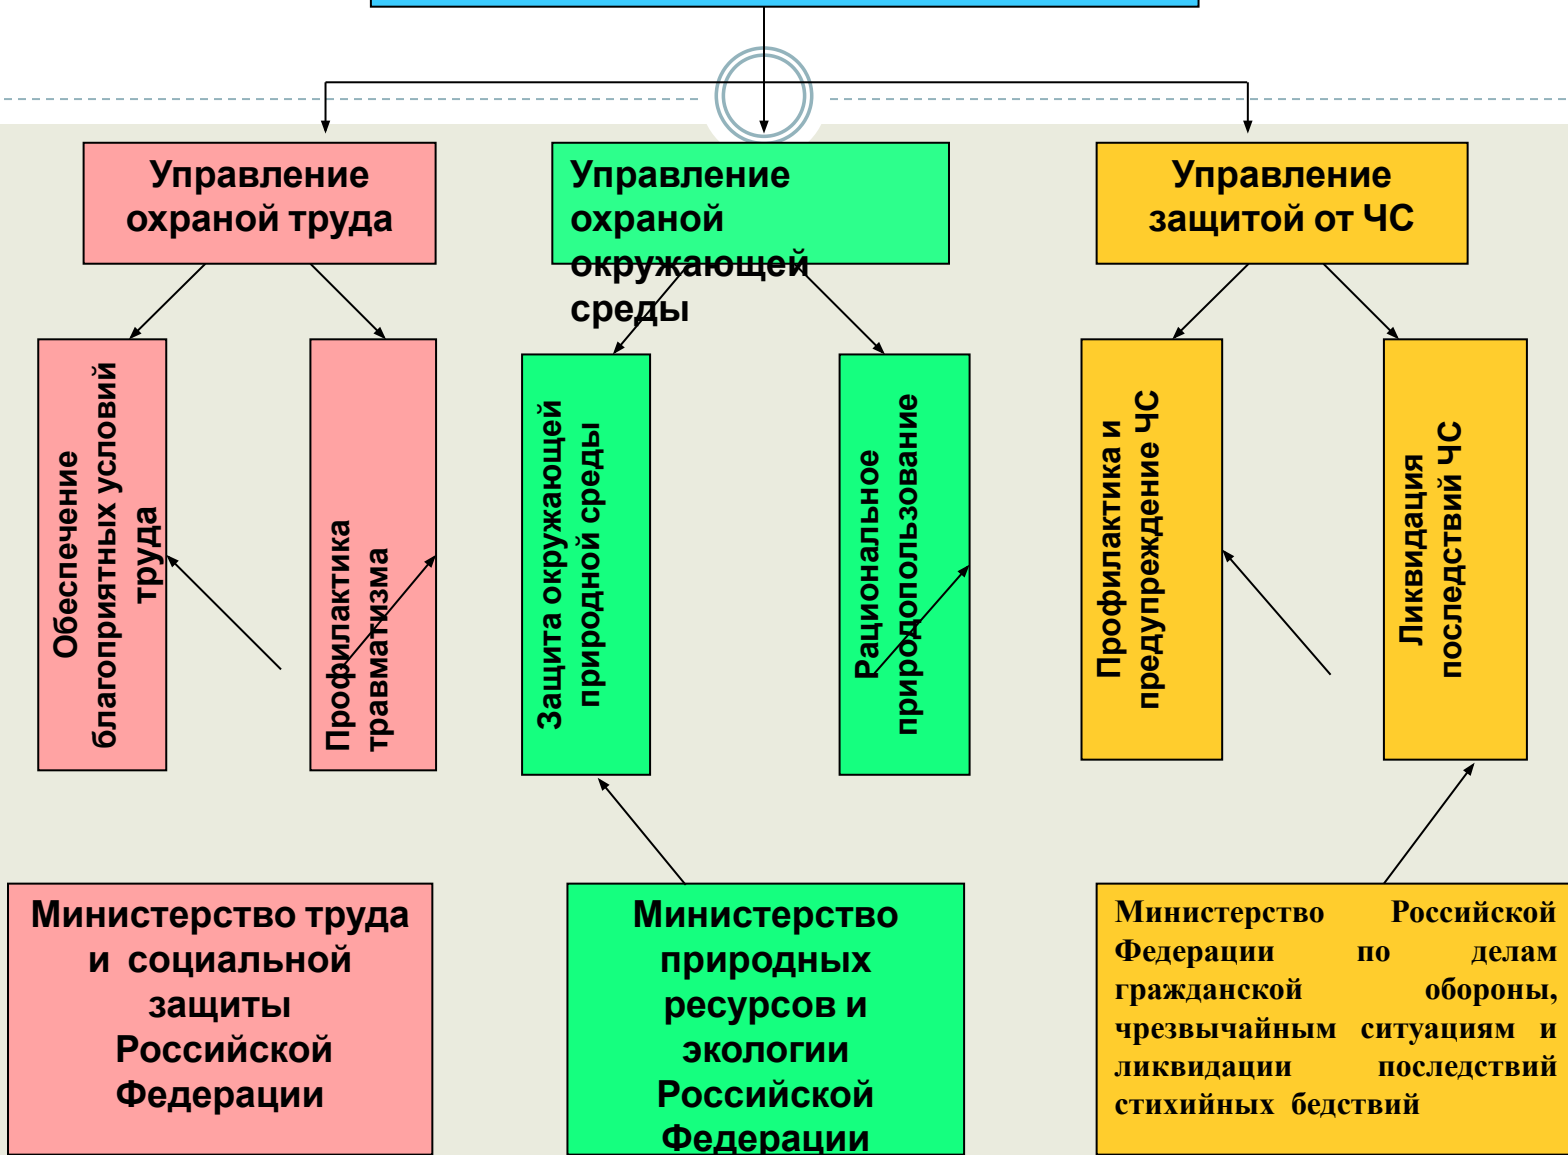 Управление
охраной труда
Управление
охраной
окружающей
среды
Управление
защитой от ЧС
Обеспечение
благоприятных условий
труда
Профилактика
травматизма
Защита окружающей
природной среды
Рациональное
природопользование
Профилактика и
предупреждение ЧС
Ликвидация
последствий ЧС
Министерство труда
и социальной
защиты
Российской
Федерации
Министерство
природных
ресурсов и
экологии
Российской
Федерации
Министерство Российской
Федерации по делам
гражданской обороны,
чрезвычайным ситуациям и
ликвидации последствий
стихийных бедствий